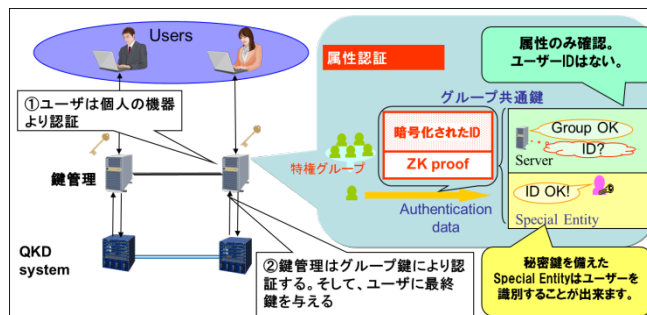 Users
①ユーザは個人の機器
より認証
鍵管理
QKD
system
②鍵管理はグループ鍵により認
証する。そして、ユーザに最終
鍵を与える
属性認証
特権グループ
グループ共通鍵
暗号化されたID
ZK proof
Authentication
data
属性のみ確認。
ユーザーIDはない。
Group OK
ID?
Server
ID OK!
Special Entity
秘密鍵を備えた
Special Entityはユーザーを
識別することが出来ます。